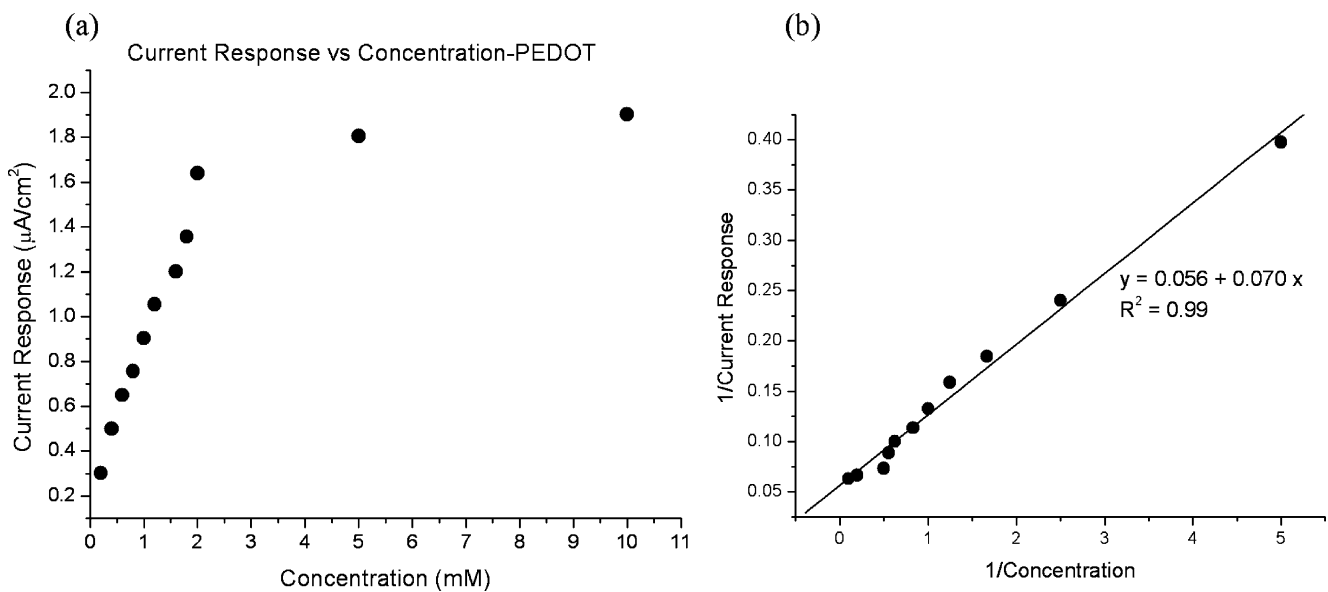 (a)
Current Response vs Concentration-PEDOT
Current Response (μA/cm²)
2.0
1.8
1.6
1.4
1.2
1.0
0.8
0.6
0.4
0.2
0 1 2 3 4 5 6 7 8 9 10 11
Concentration (mM)
(b)
1/Current Response
0.40
0.35
0.30
0.25
0.20
0.15
0.10
0.05
y = 0.056 + 0.070 x
R² = 0.99
0 1 2 3 4 5
1/Concentration